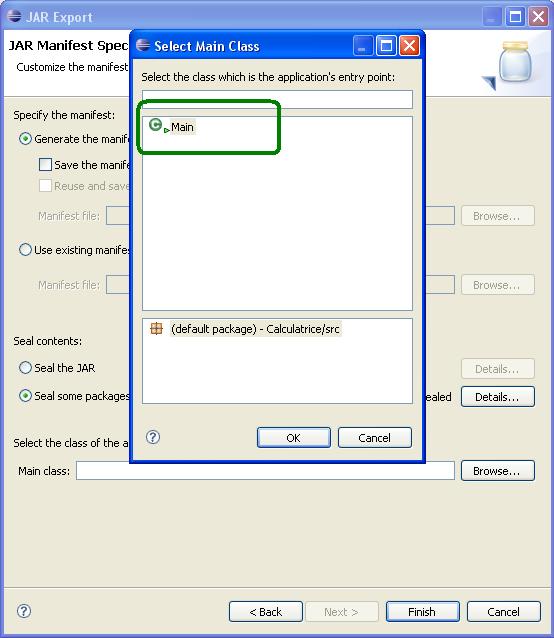 JAR Export
JAR Manifest Spec
Customize the manifest
Select Main Class
Select the class which is the application's entry point:
Main
(default package) - Calculatrice/src
OK
Cancel
Specify the manifest:
Generate the manife
Save the manife
Reuse and save
Manifest file:
Browse...
Use existing manifes
Manifest file:
Browse...
Seal contents:
Seal the JAR
Details...
Seal some packages
ealed
Details...
Select the class of the a
Main class:
Browse...
< Back
Next >
Finish
Cancel